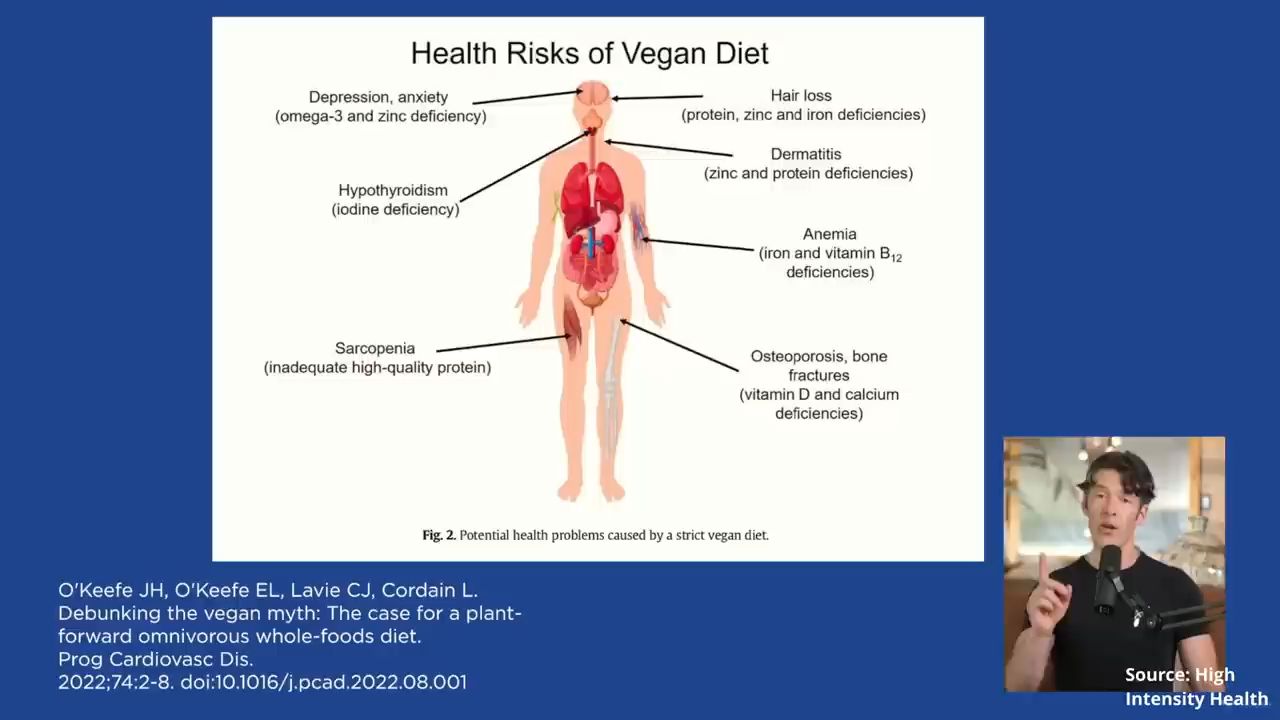 Health Risks of Vegan Diet
Depression, anxiety
(omega-3 and zinc deficiency)
Hair loss
(protein, zinc and iron deficiencies)
Dermatitis
(zinc and protein deficiencies)
Hypothyroidism
(iodine deficiency)
Anemia
(iron and vitamin B12
deficiencies)
Sarcopenia
(inadequate high-quality protein)
Osteoporosis, bone
fractures
(vitamin D and calcium
deficiencies)
Fig. 2. Potential health problems caused by a strict vegan diet.
O'Keefe JH, O'Keefe EL, Lavie CJ, Cordain L.
Debunking the vegan myth: The case for a plant-
forward omnivorous whole-foods diet.
Prog Cardiovasc Dis.
2022;74:2-8. doi:10.1016/j.pcad.2022.08.001
Source: High
Intensity Health